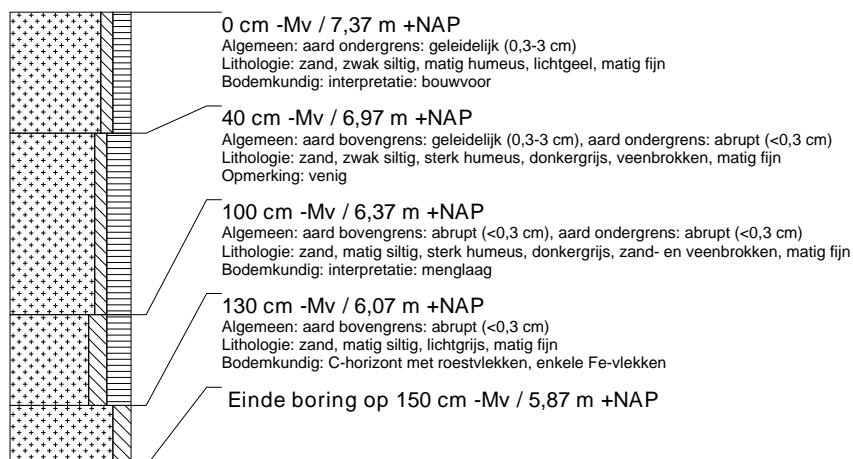 0 cm -Mv / 7,37 m +NAP
Algemeen: aard ondergrens: geleidelijk (0,3-3 cm)
Lithologie: zand, zwak siltig, matig humeus, lichtgeel, matig fijn
Bodemkundig: interpretatie: bouwvoor
40 cm -Mv / 6,97 m +NAP
Algemeen: aard bovengrens: geleidelijk (0,3-3 cm), aard ondergrens: abrupt (<0,3 cm)
Lithologie: zand, zwak siltig, sterk humeus, donkergrijs, veenbrokken, matig fijn
Opmerking: venig
100 cm -Mv / 6,37 m +NAP
Algemeen: aard bovengrens: abrupt (<0,3 cm), aard ondergrens: abrupt (<0,3 cm)
Lithologie: zand, matig siltig, sterk humeus, donkergrijs, zand- en veenbrokken, matig fijn
Bodemkundig: interpretatie: menglaag
130 cm -Mv / 6,07 m +NAP
Algemeen: aard bovengrens: abrupt (<0,3 cm)
Lithologie: zand, matig siltig, lichtgrijs, matig fijn
Bodemkundig: C-horizont met roestvlekken, enkele Fe-vlekken
Einde boring op 150 cm -Mv / 5,87 m +NAP